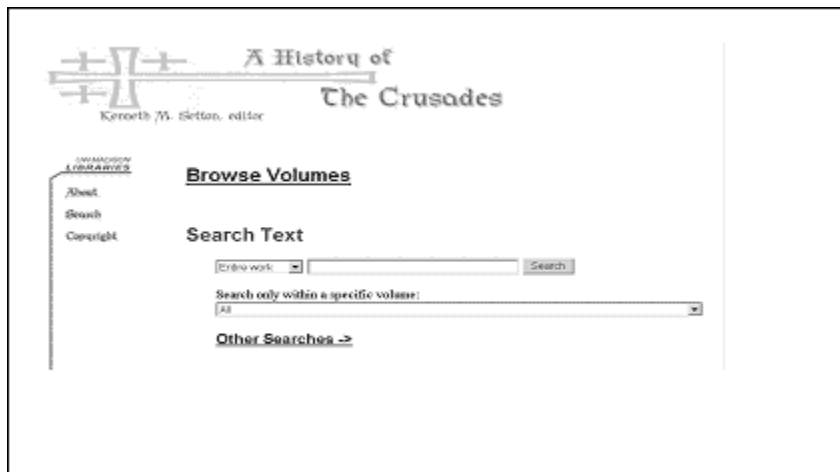 A History of
The Crusades
Kenneth M. Setton, editor
UW-MADISON
LIBRARIES
About
Search
Copyright
Browse Volumes
Search Text
Entire work
Search
Search only within a specific volume:
All
Other Searches ->